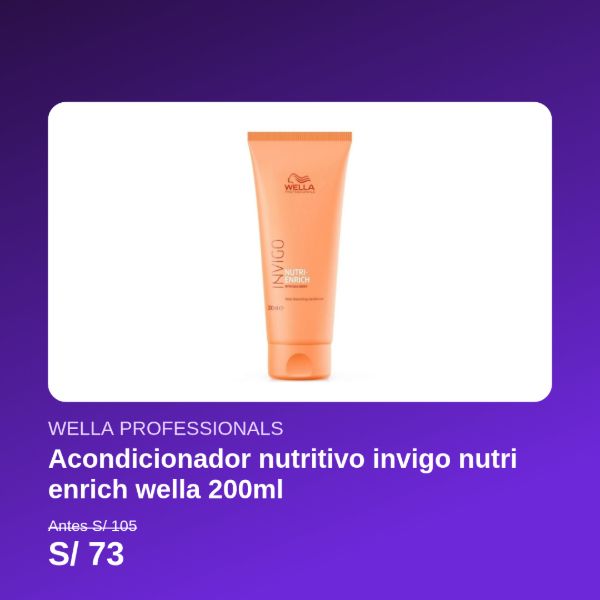 WELLA
INVIGO
NUTRI-
ENRICH
WELLA PROFESSIONALS
Acondicionador nutritivo invigo nutri
enrich wella 200ml
Antes S/ 105
S/ 73